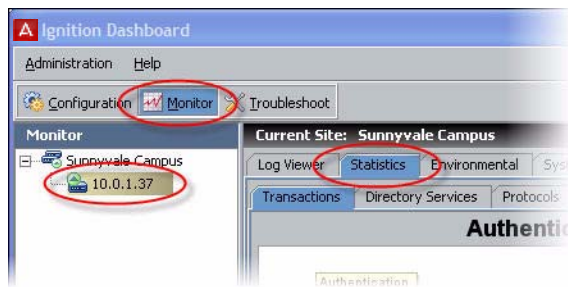 A Ignition Dashboard
Administration Help
Configuration Monitor Troubleshoot
Monitor
Sunnyvale Campus
10.0.1.37
Current Site: Sunnyvale Campus
Log Viewer Statistics Environmental
Transactions Directory Services Protocols
Authentication